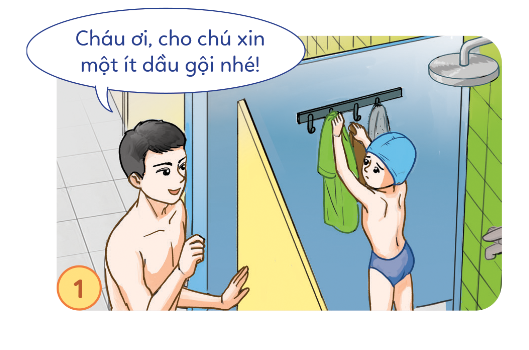 Cháu ơi, cho chú xin
một ít dầu gội nhé!
1